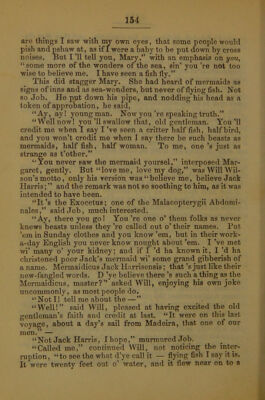 154
are things I saw with my own eyes, that some people would
pish and pshaw at, as if I were a baby to be put down by cross
noises. But I'll tell you, Mary," with an emphasis on you,
"some more of the wonders of the sea, sin' you're not too
wise to believe me. I have seen a fish fly."
This did stagger Mary. She had heard of mermaids as
signs of inns and as sea-wonders, but never of flying fish. Not
so Job. He put down his pipe, and nodding his head as a
token of approbation, he said,
"Ay, ay! young man. Now you're speaking truth."
"Well now! you'll swallow that, old gentleman. You'll
credit me when I say I've seen a critter half fish, half bird,
and you won't credit me when I say there be such beasts as
mermaids, half fish, half woman. To me, one's just as
strange as t'other."
"You never saw the mermaid yoursel," interposed Mar-
garet, gently. But "love me, love my dog," was Will Wil-
son's motto, only his version was "believe me, believe Jack
Harris;" and the remark was not so soothing to him, as it was
intended to have been.
"It's the Exocetus; one of the Malacopterygii Abdomi-
nales," said Job, much interested.
"Ay, there you go! You're one o' them folks as never
knows beasts unless they're called out o' their names. Put
'em in Sunday clothes and you know 'em, but in their work-
a-day English you never know nought about 'em. I've met
wi' many o' your kidney; and if I'd ha known it, I'd ha
christened poor Jack's mermaid wi' some grand gibberish of
a name. Mermaidicus Jack Harrisensis; that's just like their
new-fangled words. D'ye believe there's such a thing as the
Mermaidicus, master?" asked Will, enjoying his own joke
uncommonly, as most people do.
"Not I! tell me about the —"
"Well!" said Will, pleased at having excited the old
gentleman's faith and credit at last. "It were on this last
voyage, about a day's sail from Madeira, that one of our
men." —
"Not Jack Harris, I hope," murmured Job.
"Called me," continued Will, not noticing the inter-
ruption, "to see the what d'ye call it — flying fish I say it is.
It were twenty feet out o' water, and it flew near on to a